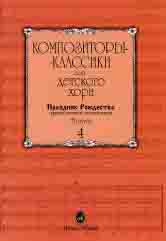 КОМПОЗИТОРЫ-
КЛАССИКИ
для
ДЕТСКОГО
ХОРА
Праздник Рождества
Выпуск
4